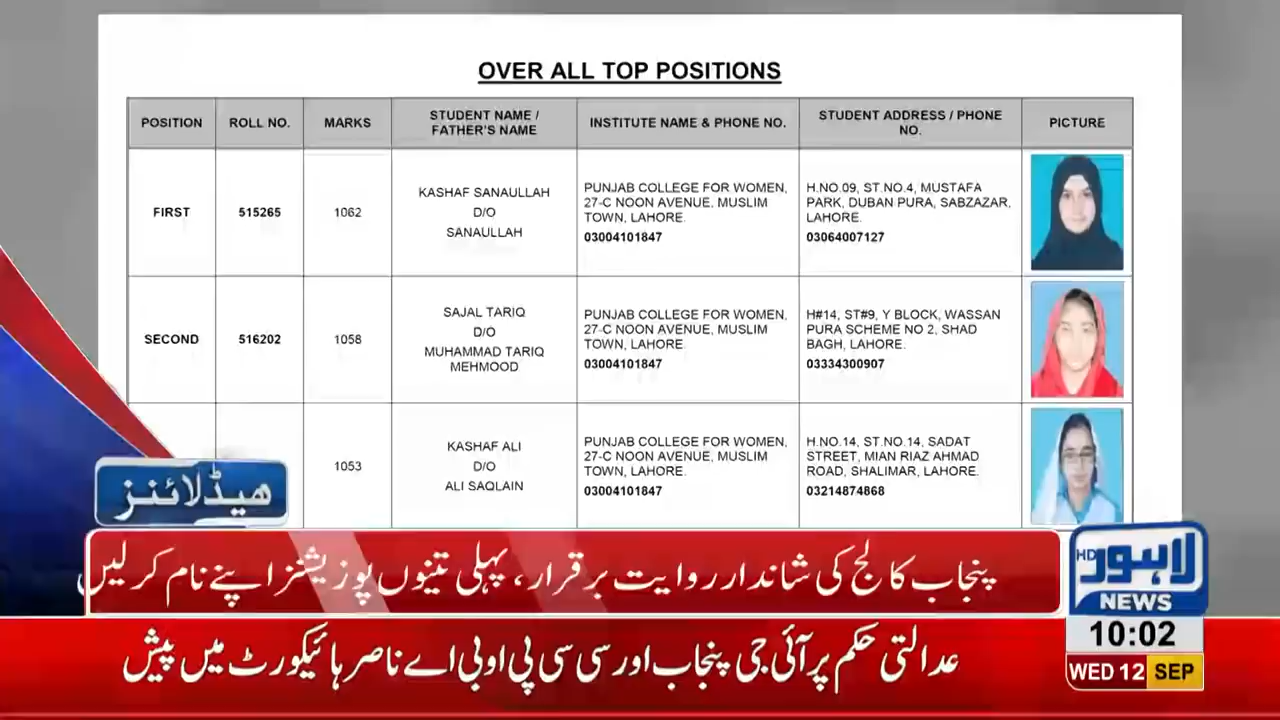 OVER ALL TOP POSITIONS
POSITION ROLL NO. MARKS STUDENT NAME / FATHER'S NAME INSTITUTE NAME & PHONE NO. STUDENT ADDRESS / PHONE NO. PICTURE
FIRST
515265
1062
KASHAF SANAULLAH
D/O
SANAULLAH
PUNJAB COLLEGE FOR WOMEN,
27-C NOON AVENUE, MUSLIM
TOWN, LAHORE.
03004101847
H.NO.09, ST.NO.4, MUSTAFA
PARK, DUBAN PURA, SABZAZAR,
LAHORE.
03064007127
SECOND
516202
1058
SAJAL TARIQ
D/O
MUHAMMAD TARIQ
MEHMOOD
PUNJAB COLLEGE FOR WOMEN,
27-C NOON AVENUE, MUSLIM
TOWN, LAHORE.
03004101847
H#14, ST#9, Y BLOCK, WASSAN
PURA SCHEME NO 2, SHAD
BAGH, LAHORE.
03334300907
1053
KASHAF ALI
D/O
ALI SAQLAIN
PUNJAB COLLEGE FOR WOMEN,
27-C NOON AVENUE, MUSLIM
TOWN, LAHORE.
03004101847
H.NO.14, ST.NO.14, SADAT
STREET, MIAN RIAZ AHMAD
ROAD, SHALIMAR, LAHORE.
03214874868
ھیڈلائنز
پنجاب کالج کی شاندار روایت برقرار، پہلی تینوں پوزیشنز اپنے نام کر لیں
عدالتی حکم پر آئی جی پنجاب اور سی سی پی او بی اے ناصر ہائیکورٹ میں پیش
HD لاہور
NEWS
10:02
WED 12 SEP